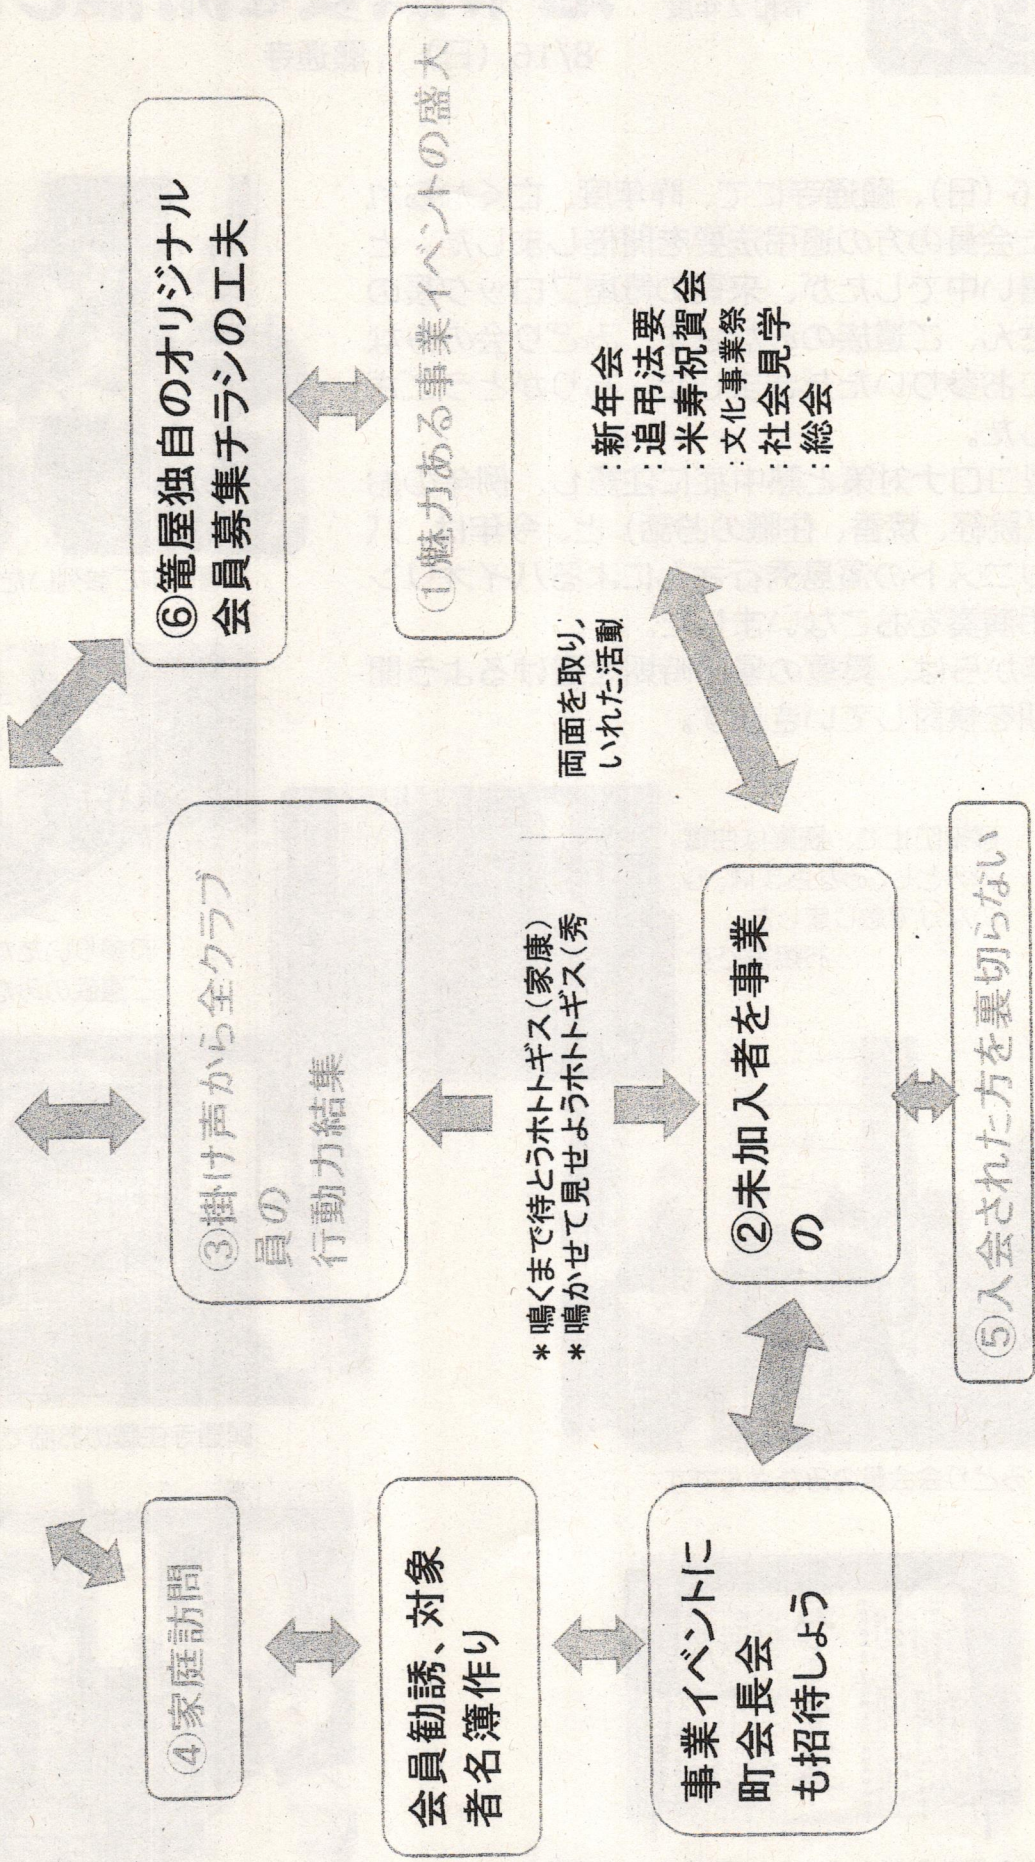 ④家庭訪問
会員勧誘、対象
者名簿作り
事業イベントに
町会長会
も招待しょう
③掛け声から全クラブ
員の
行動力結集
*鳴くまで待とうホトトギス(家康)
*鳴かせて見せようホトトギス(秀
②未加入者を事業
の
⑤入会された方を裏切らない
⑥篭屋独自のオリジナル
会員募集チラシの工夫
①魅力ある事業イベントの盛大
両面を取り,
いれた活動
:新年会
:追弔法要
:米寿祝賀会
:文化事業祭
:社会見学
:総会